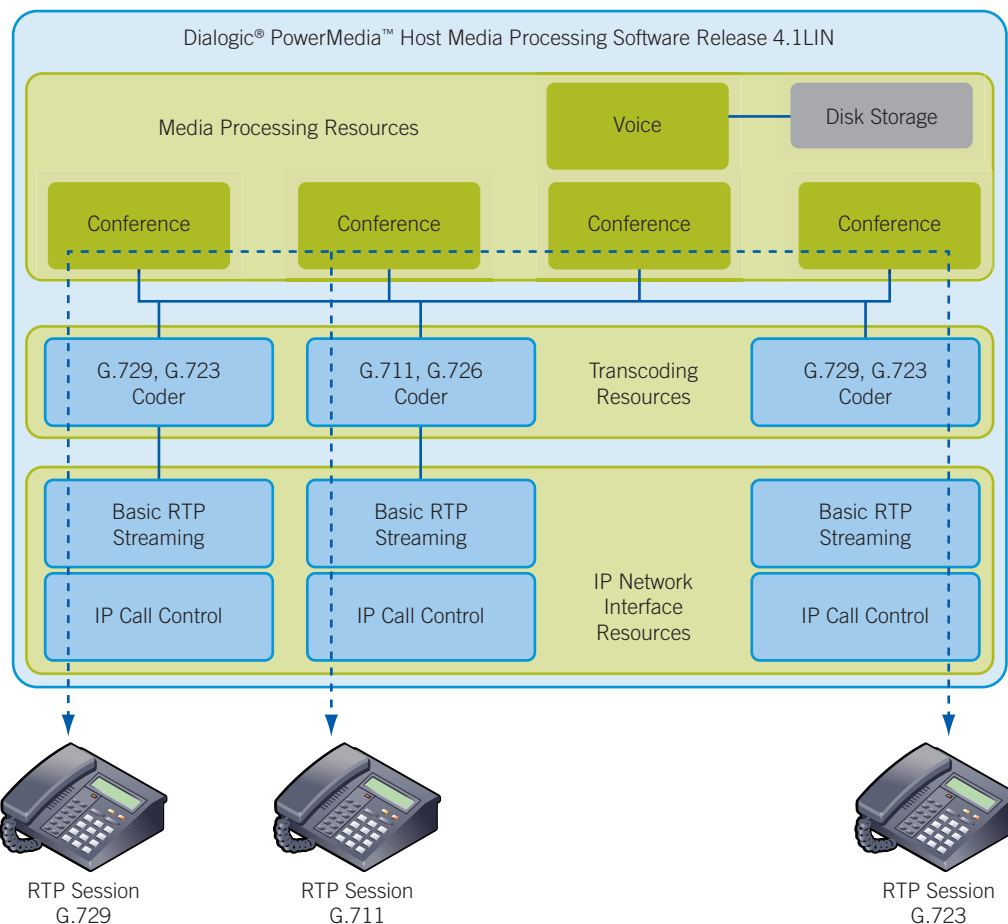 Dialogic® PowerMedia™ Host Media Processing Software Release 4.1LIN
Media Processing Resources
Voice
Disk Storage
Conference
Conference
Conference
Conference
G.729, G.723
Coder
G.711, G.726
Coder
Transcoding
Resources
G.729, G.723
Coder
Basic RTP
Streaming
Basic RTP
Streaming
Basic RTP
Streaming
IP Call Control
IP Call Control
IP Network
Interface
Resources
IP Call Control
RTP Session
G.729
RTP Session
G.711
RTP Session
G.723